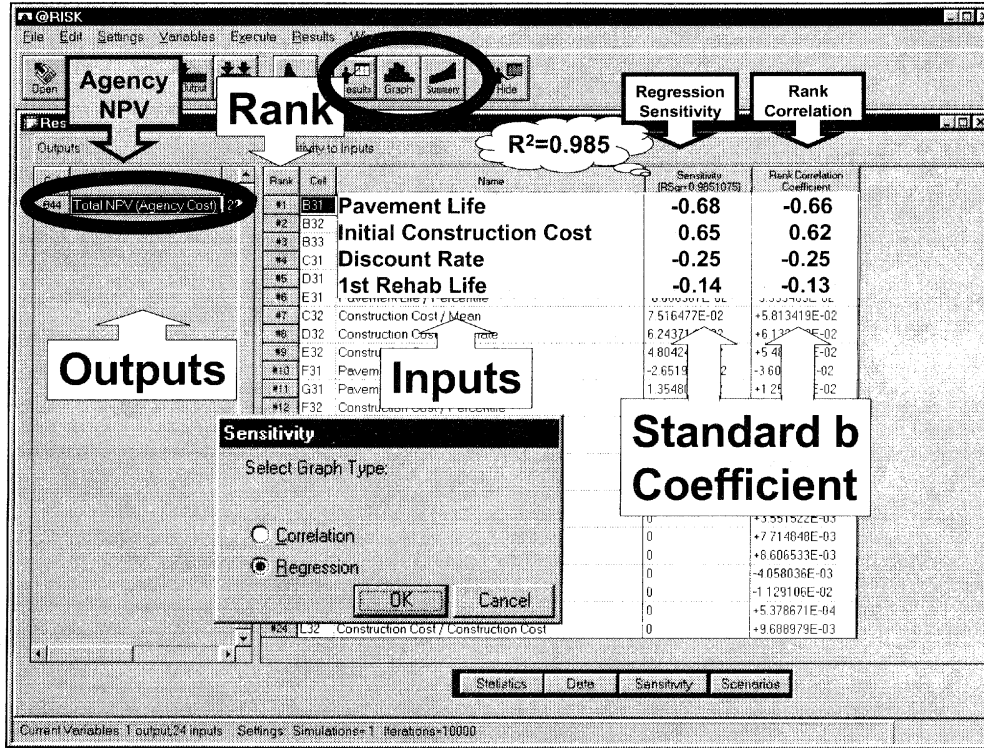 @RISK
File Edit Settings Variables Execute Results
Open Output Results Graph Summary Hide
Agency
NPV
Rank
Regression
Sensitivity
Rank
Correlation
R²=0.985
Outputs
to Inputs
Rank Cell Name Sensitivity Rank Correlation
(RSqr=0.9851075) Coefficient
B44 Total NPV (Agency Cost)
#1 B31 Pavement Life -0.68 -0.66
#2 B32 Initial Construction Cost 0.65 0.62
#3 B33
#4 C31 Discount Rate -0.25 -0.25
#5 D31 1st Rehab Life -0.14 -0.13
#6 E31
#7 C32 Construction Cost / Mean 7.516477E-02 +5.813419E-02
#8 D32 Construction
#9 E32
#10 F31
#11 G31
#12 F32 Construction Cost / Percentile
Outputs
Inputs
Standard b
Coefficient
Sensitivity
Select Graph Type:
Correlation
Regression
OK Cancel
0 +3.551522E-03
0 +7.714848E-03
0 +8.606533E-03
0 -4.058036E-03
0 -1.129106E-02
0 +5.378671E-04
#24 L32 Construction Cost / Construction Cost 0 +9.688979E-03
Statistics Data Sensitivity Scenarios
Current Variables: 1 output,24 inputs Settings: Simulations= 1 Iterations=10000